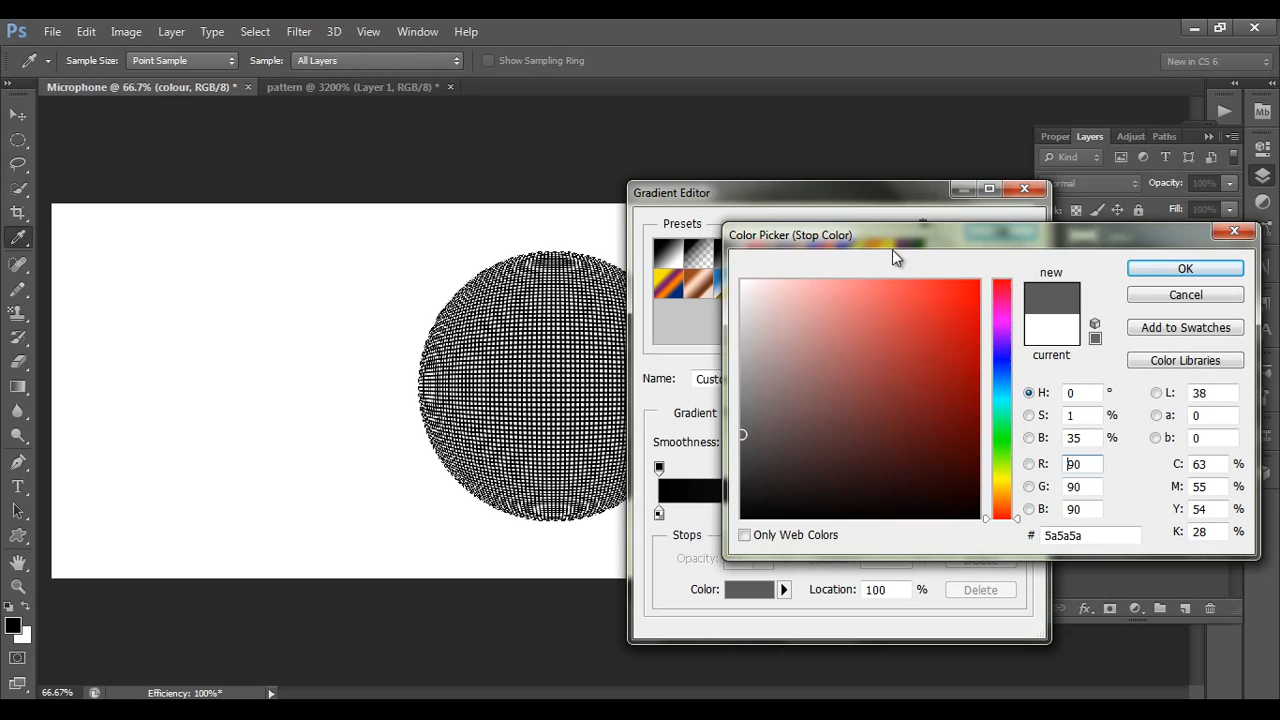 Ps File Edit Image Layer Type Select Filter 3D View Window Help
Sample Size: Point Sample Sample: All Layers Show Sampling Ring New in CS 6
Microphone @ 66.7% (colour, RGB/8) * × pattern @ 3200% (Layer 1, RGB/8) * ×
Mb
Proper Layers Adjust Paths
Kind
Opacity: 100%
Fill: 100%
Gradient Editor
Presets
Name: Custo
Gradient
Smoothness:
Stops
Opacity:
Color: Location: 100 % Delete
Color Picker (Stop Color)
new
current
OK
Cancel
Add to Swatches
Color Libraries
H: 0 ° L: 38
S: 1 % a: 0
B: 35 % b: 0
R: 90 C: 63 %
G: 90 M: 55 %
B: 90 Y: 54 %
# 5a5a5a K: 28 %
Only Web Colors
66.67% Efficiency: 100%*